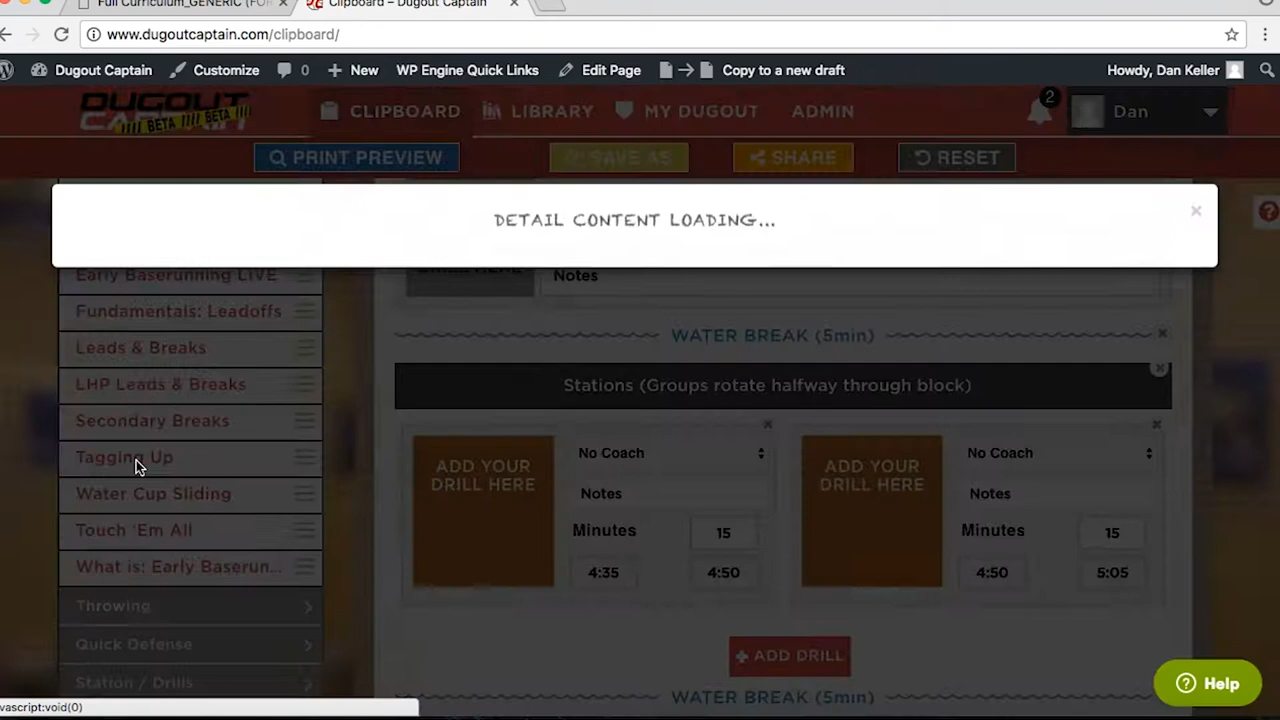 Full Curriculum_GENERIC (FOR
Clipboard – Dugout Captain
www.dugoutcaptain.com/clipboard/
Dugout Captain
Customize
0
New
WP Engine Quick Links
Edit Page
Copy to a new draft
Howdy, Dan Keller
DUGOUT
CAPTAIN
BETA
CLIPBOARD
LIBRARY
MY DUGOUT
ADMIN
2
Dan
PRINT PREVIEW
SAVE AS
SHARE
RESET
DETAIL CONTENT LOADING...
Early Baserunning LIVE
Fundamentals: Leadoffs
Leads & Breaks
LHP Leads & Breaks
Secondary Breaks
Tagging Up
Water Cup Sliding
Touch 'Em All
What is: Early Baserun...
Throwing
Quick Defense
Station / Drills
Notes
WATER BREAK (5min)
Stations (Groups rotate halfway through block)
ADD YOUR
DRILL HERE
No Coach
Notes
Minutes
15
4:35
4:50
ADD YOUR
DRILL HERE
No Coach
Notes
Minutes
15
4:50
5:05
ADD DRILL
WATER BREAK (5min)
Help
vascript:void(0)